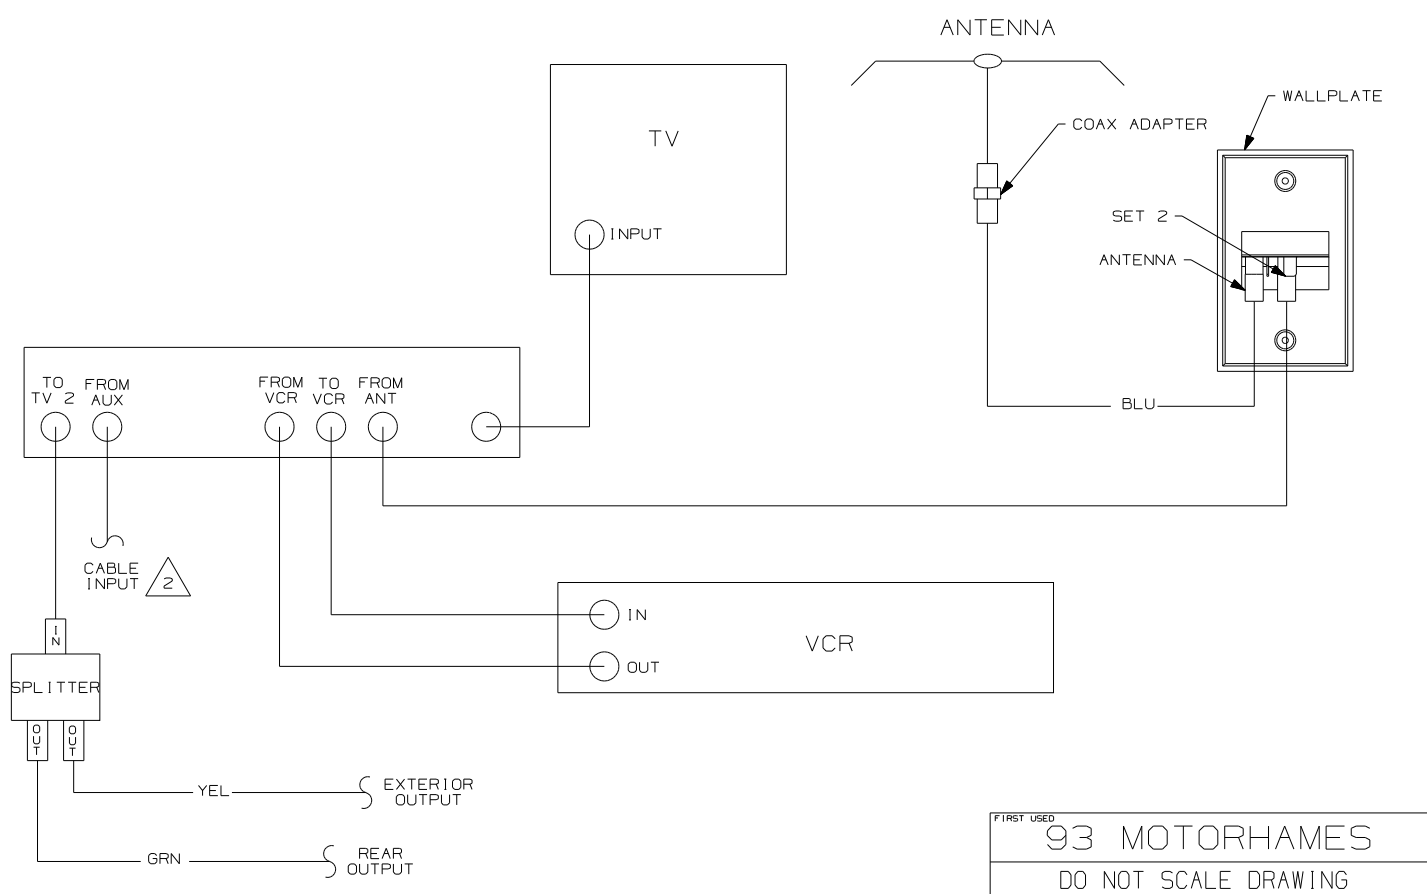 ANTENNA
WALLPLATE
COAX ADAPTER
TV
SET 2
INPUT
ANTENNA
TO
TV 2
FROM
AUX
FROM
VCR
TO
VCR
FROM
ANT
BLU
CABLE
INPUT
2
IN
VCR
OUT
IN
SPLITTER
OUT
OUT
YEL
EXTERIOR
OUTPUT
GRN
REAR
OUTPUT
FIRST USED
93 MOTORHAMES
DO NOT SCALE DRAWING